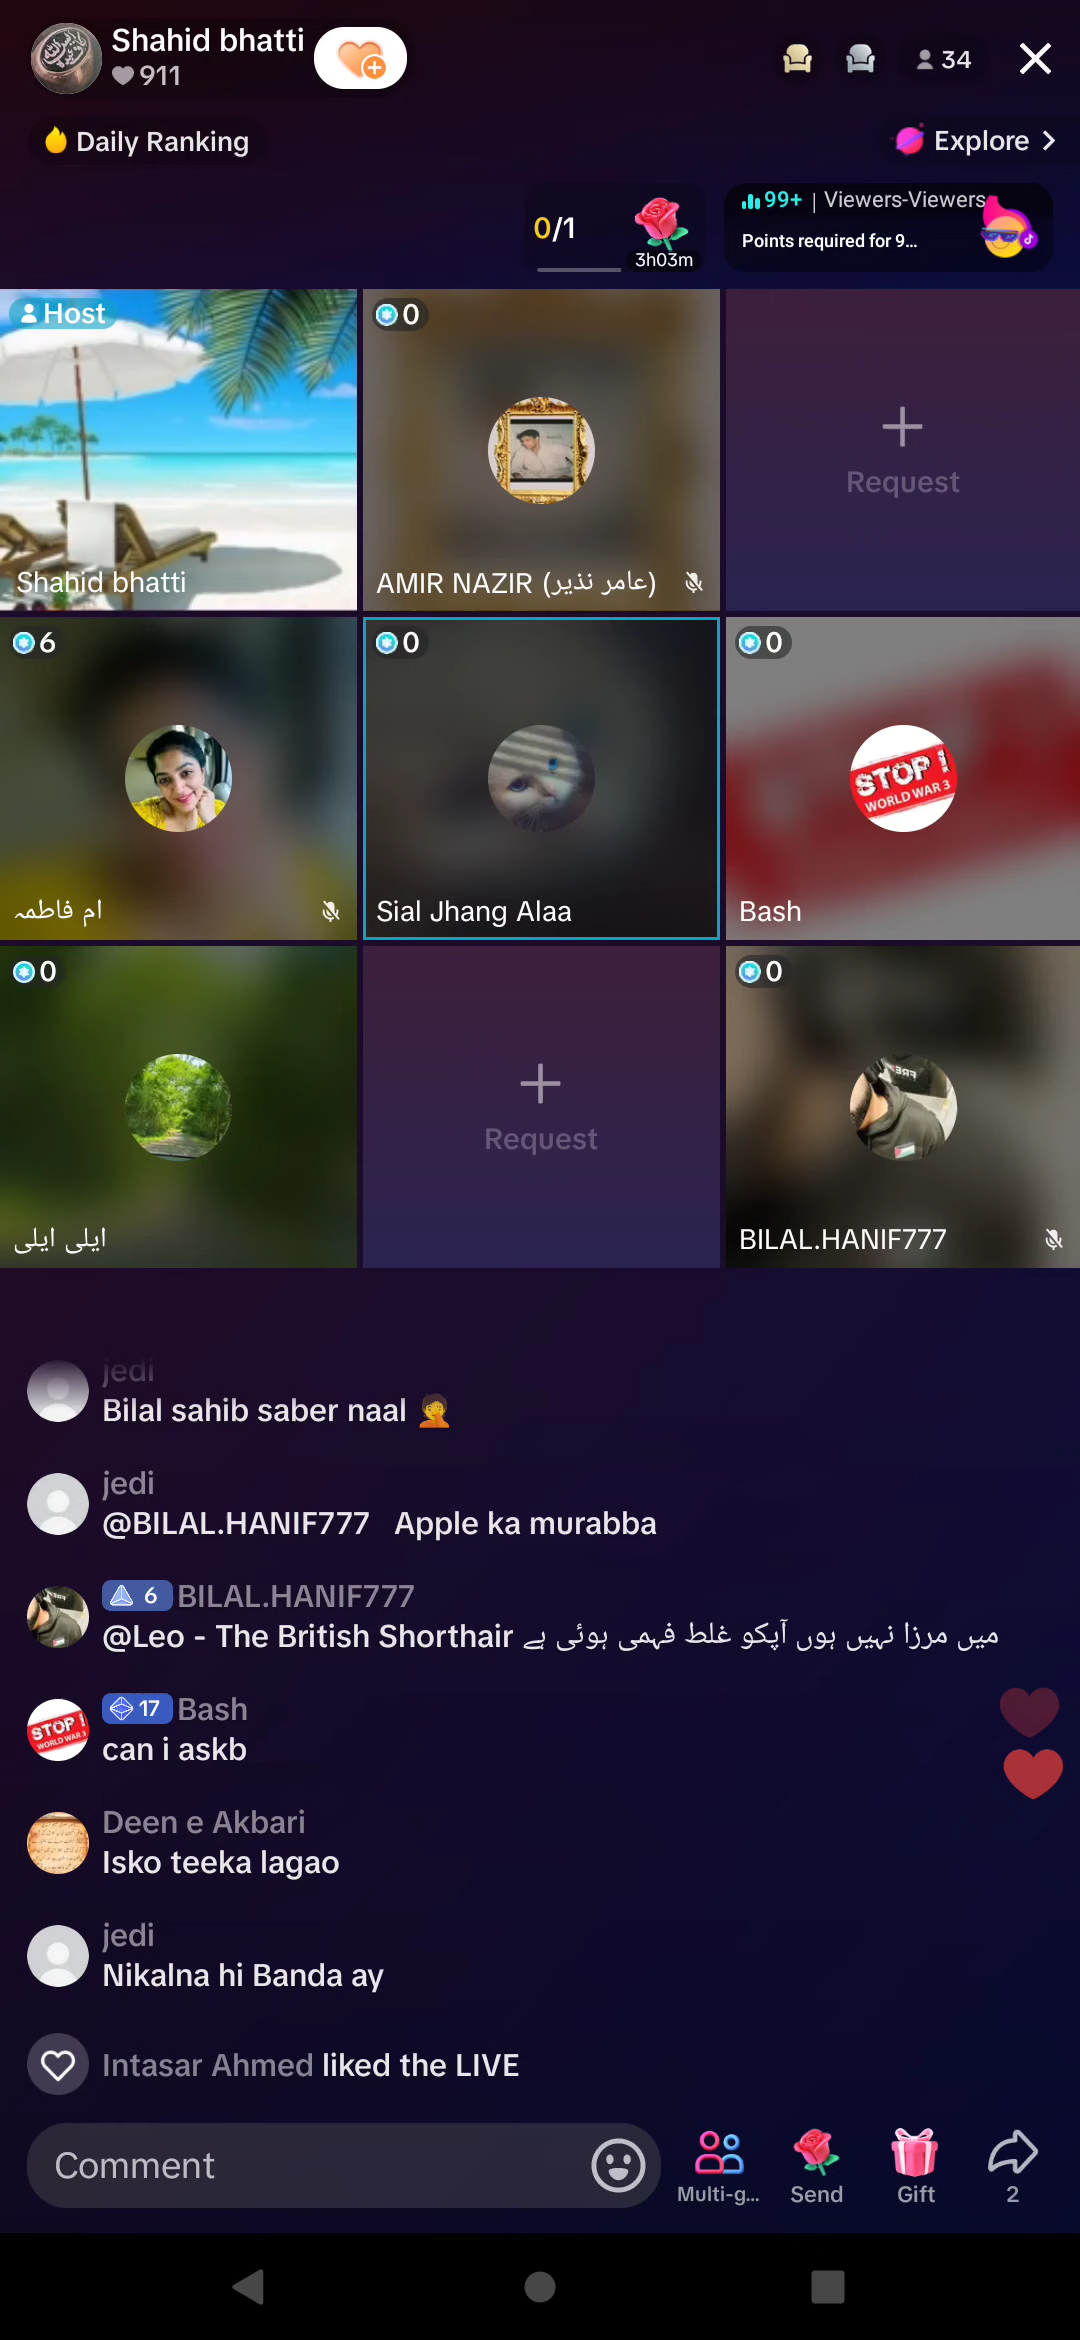 Shahid bhatti
911
34
Daily Ranking
Explore
0/1
3h03m
99+ | Viewers-Viewers
Points required for 9...
Host
Shahid bhatti
0
AMIR NAZIR (عامر نذیر)
Request
6
ام فاطمہ
0
Sial Jhang Alaa
0
STOP !
WORLD WAR 3
Bash
0
ایلی ایلی
Request
0
BILAL.HANIF777
jedi
Bilal sahib saber naal 🤦
jedi
@BILAL.HANIF777 Apple ka murabba
6 BILAL.HANIF777
@Leo - The British Shorthair میں مرزا نہیں ہوں آپکو غلط فہمی ہوئی ہے
STOP !
WORLD WAR 3
17 Bash
can i askb
Deen e Akbari
Isko teeka lagao
jedi
Nikalna hi Banda ay
Intasar Ahmed liked the LIVE
Comment
Multi-g...
Send
Gift
2